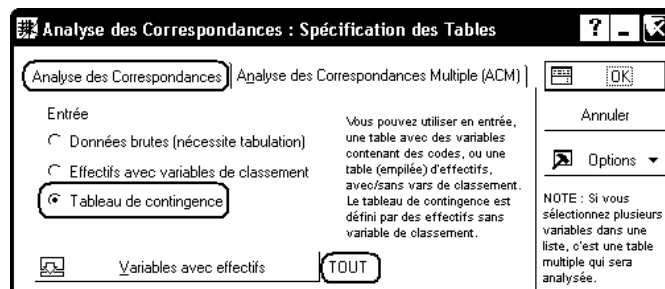 Analyse des Correspondances : Spécification des Tables
Analyse des Correspondances
Analyse des Correspondances Multiple (ACM)
Entrée
Données brutes (nécessite tabulation)
Effectifs avec variables de classement
Tableau de contingence
Vous pouvez utiliser en entrée,
une table avec des variables
contenant des codes, ou une
table (empilée) d'effectifs,
avec/sans vars de classement.
Le tableau de contingence est
défini par des effectifs sans
variable de classement.
Variables avec effectifs
TOUT
OK
Annuler
Options
NOTE : Si vous
sélectionnez plusieurs
variables dans une
liste, c'est une table
multiple qui sera
analysée.